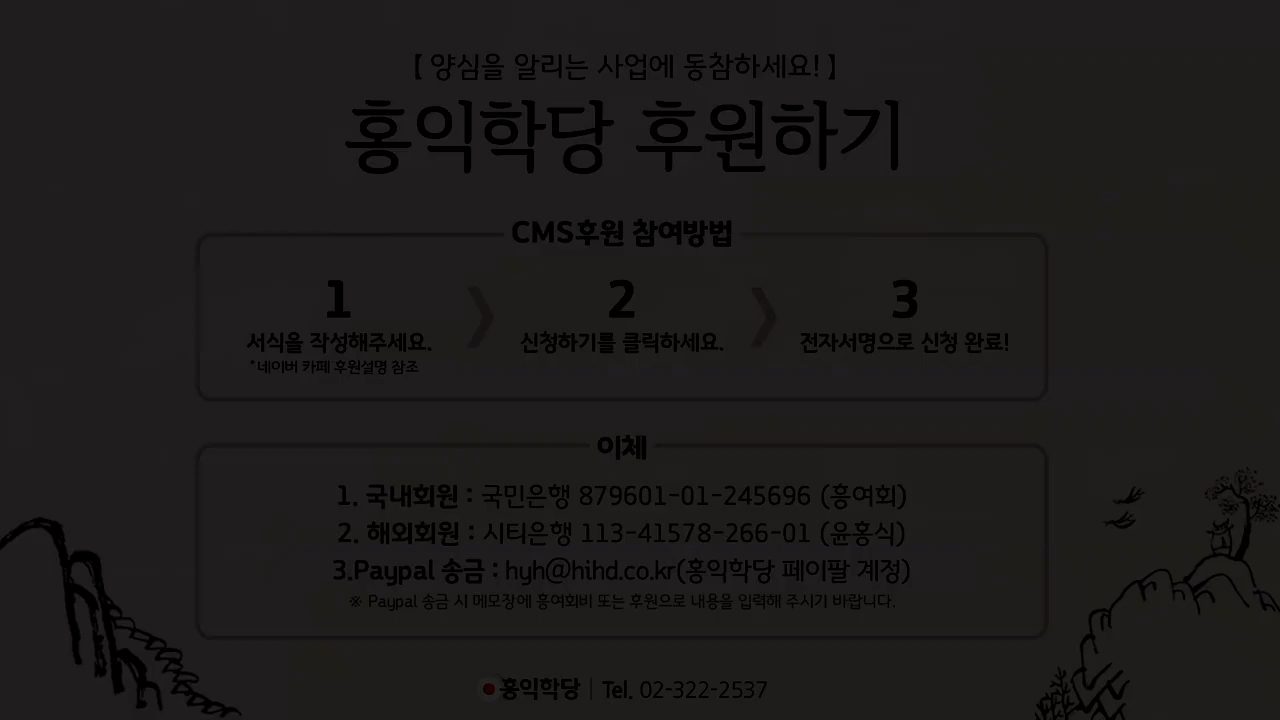 【 양심을 알리는 사업에 동참하세요! 】
홍익학당 후원하기
CMS후원 참여방법
1
서식을 작성해주세요.
*네이버 카페 후원설명 참조
2
신청하기를 클릭하세요.
3
전자서명으로 신청 완료!
이체
1. 국내회원 : 국민은행 879601-01-245696 (흥여회)
2. 해외회원 : 시티은행 113-41578-266-01 (윤홍식)
3.Paypal 송금 : hyh@hihd.co.kr(홍익학당 페이팔 계정)
※ Paypal 송금 시 메모장에 흥여회비 또는 후원으로 내용을 입력해 주시기 바랍니다.
홍익학당 | Tel. 02-322-2537